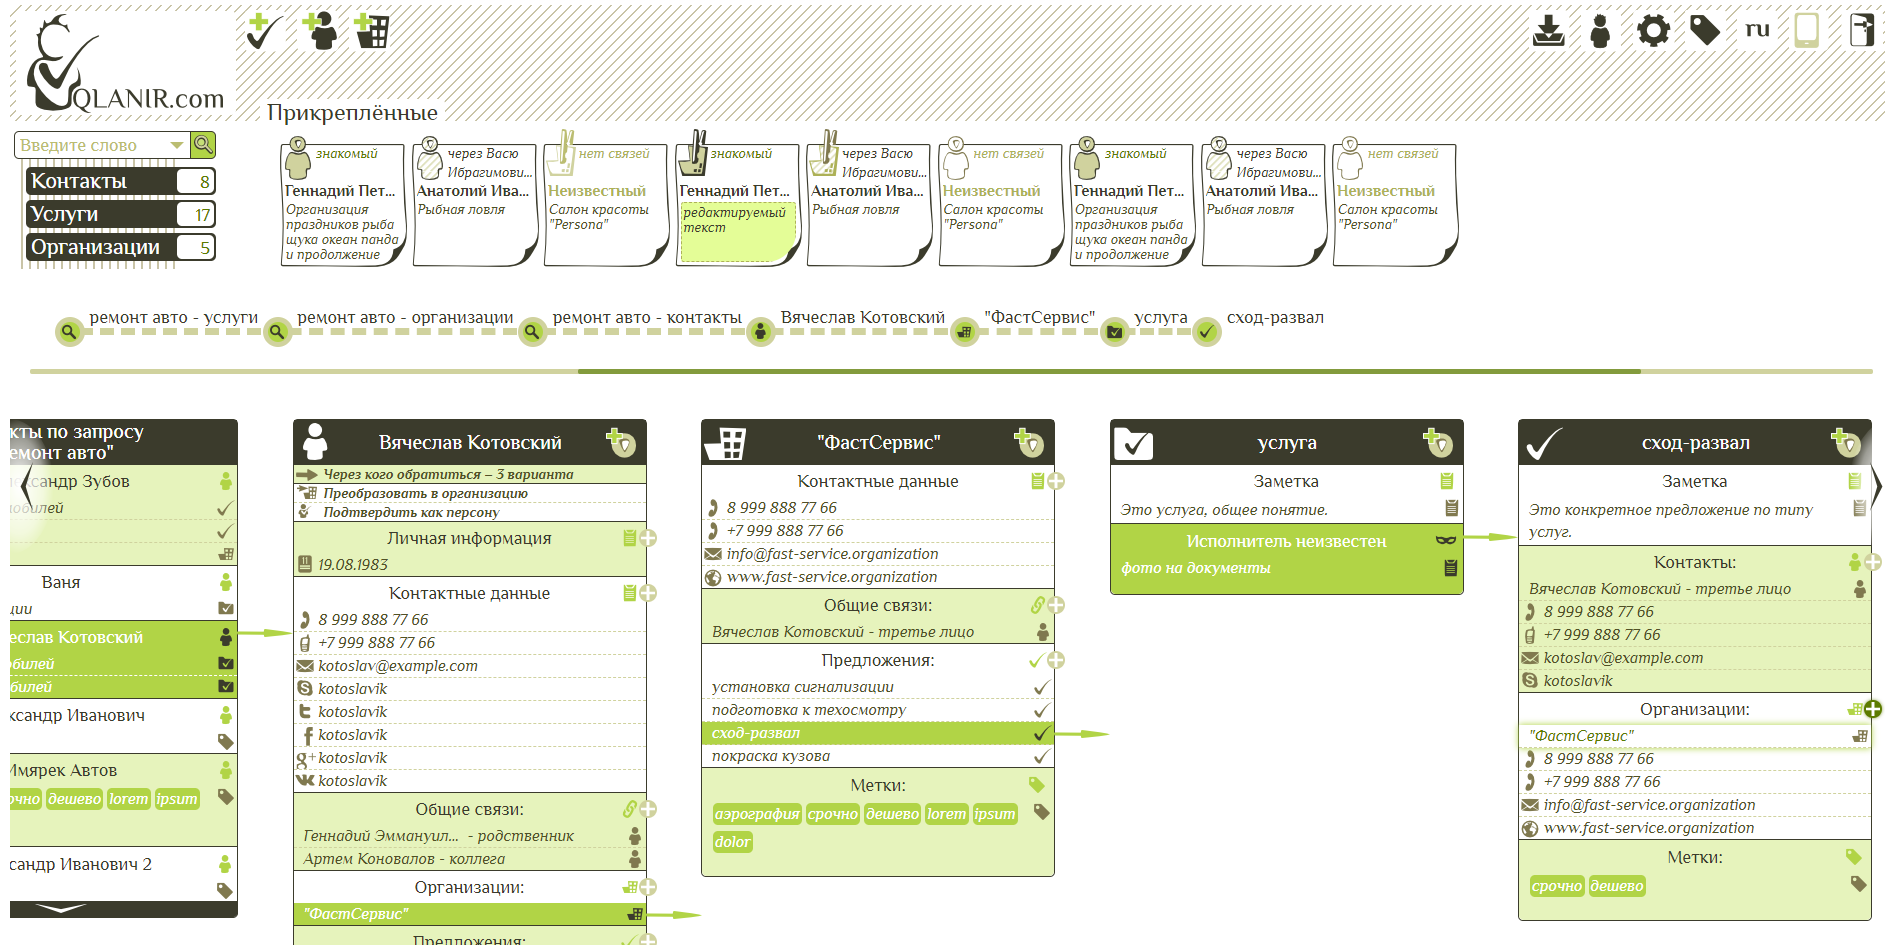 QLANIR.com
ru
Прикреплённые
Введите слово
Контакты 8
Услуги 17
Организации 5
знакомый
Геннадий Пет...
Организация
праздников рыба
щука океан панда
и продолжение
через Васю
Ибрагимови...
Анатолий Ива...
Рыбная ловля
нет связей
Неизвестный
Салон красоты
"Persona"
знакомый
Геннадий Пет...
редактируемый
текст
через Васю
Ибрагимови...
Анатолий Ива...
Рыбная ловля
нет связей
Неизвестный
Салон красоты
"Persona"
знакомый
Геннадий Пет...
Организация
праздников рыба
щука океан панда
и продолжение
через Васю
Ибрагимови...
Анатолий Ива...
Рыбная ловля
нет связей
Неизвестный
Салон красоты
"Persona"
ремонт авто - услуги
ремонт авто - организации
ремонт авто - контакты
Вячеслав Котовский
"ФастСервис"
услуга
сход-развал
кты по запросу
емонт авто"
ксандр Зубов
мобилей
Ваня
ции
еслав Котовский
обилей
билей
ксандр Иванович
Имярек Автов
очно дешево lorem ipsum
сандр Иванович 2
Вячеслав Котовский
Через кого обратиться – 3 варианта
Преобразовать в организацию
Подтвердить как персону
Личная информация
19.08.1983
Контактные данные
8 999 888 77 66
+7 999 888 77 66
kotoslav@example.com
kotoslavik
kotoslavik
kotoslavik
kotoslavik
kotoslavik
Общие связи:
Геннадий Эммануил... - родственник
Артем Коновалов - коллега
Организации:
"ФастСервис"
Предложения:
"ФастСервис"
Контактные данные
8 999 888 77 66
+7 999 888 77 66
info@fast-service.organization
www.fast-service.organization
Общие связи:
Вячеслав Котовский - третье лицо
Предложения:
установка сигнализации
подготовка к техосмотру
сход-развал
покраска кузова
Метки:
аэрография срочно дешево lorem ipsum
dolor
услуга
Заметка
Это услуга, общее понятие.
Исполнитель неизвестен
фото на документы
сход-развал
Заметка
Это конкретное предложение по типу
услуг.
Контакты:
Вячеслав Котовский - третье лицо
8 999 888 77 66
+7 999 888 77 66
kotoslav@example.com
kotoslavik
Организации:
"ФастСервис"
8 999 888 77 66
+7 999 888 77 66
info@fast-service.organization
www.fast-service.organization
Метки:
срочно дешево